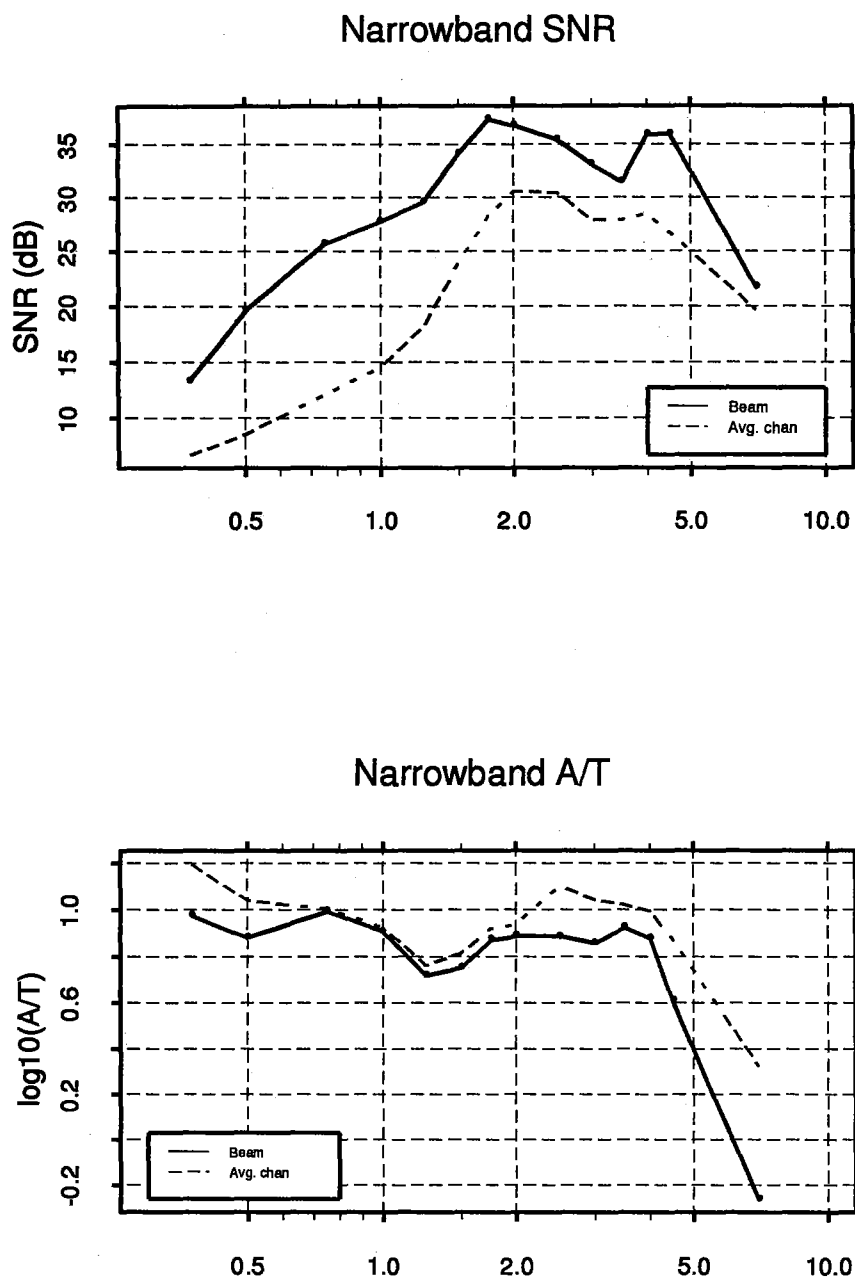 Narrowband SNR
SNR (dB)
35
30
25
20
15
10
Beam
Avg. chan
0.5 1.0 2.0 5.0 10.0
Narrowband A/T
log10(A/T)
1.0
0.6
0.2
-0.2
Beam
Avg. chan
0.5 1.0 2.0 5.0 10.0